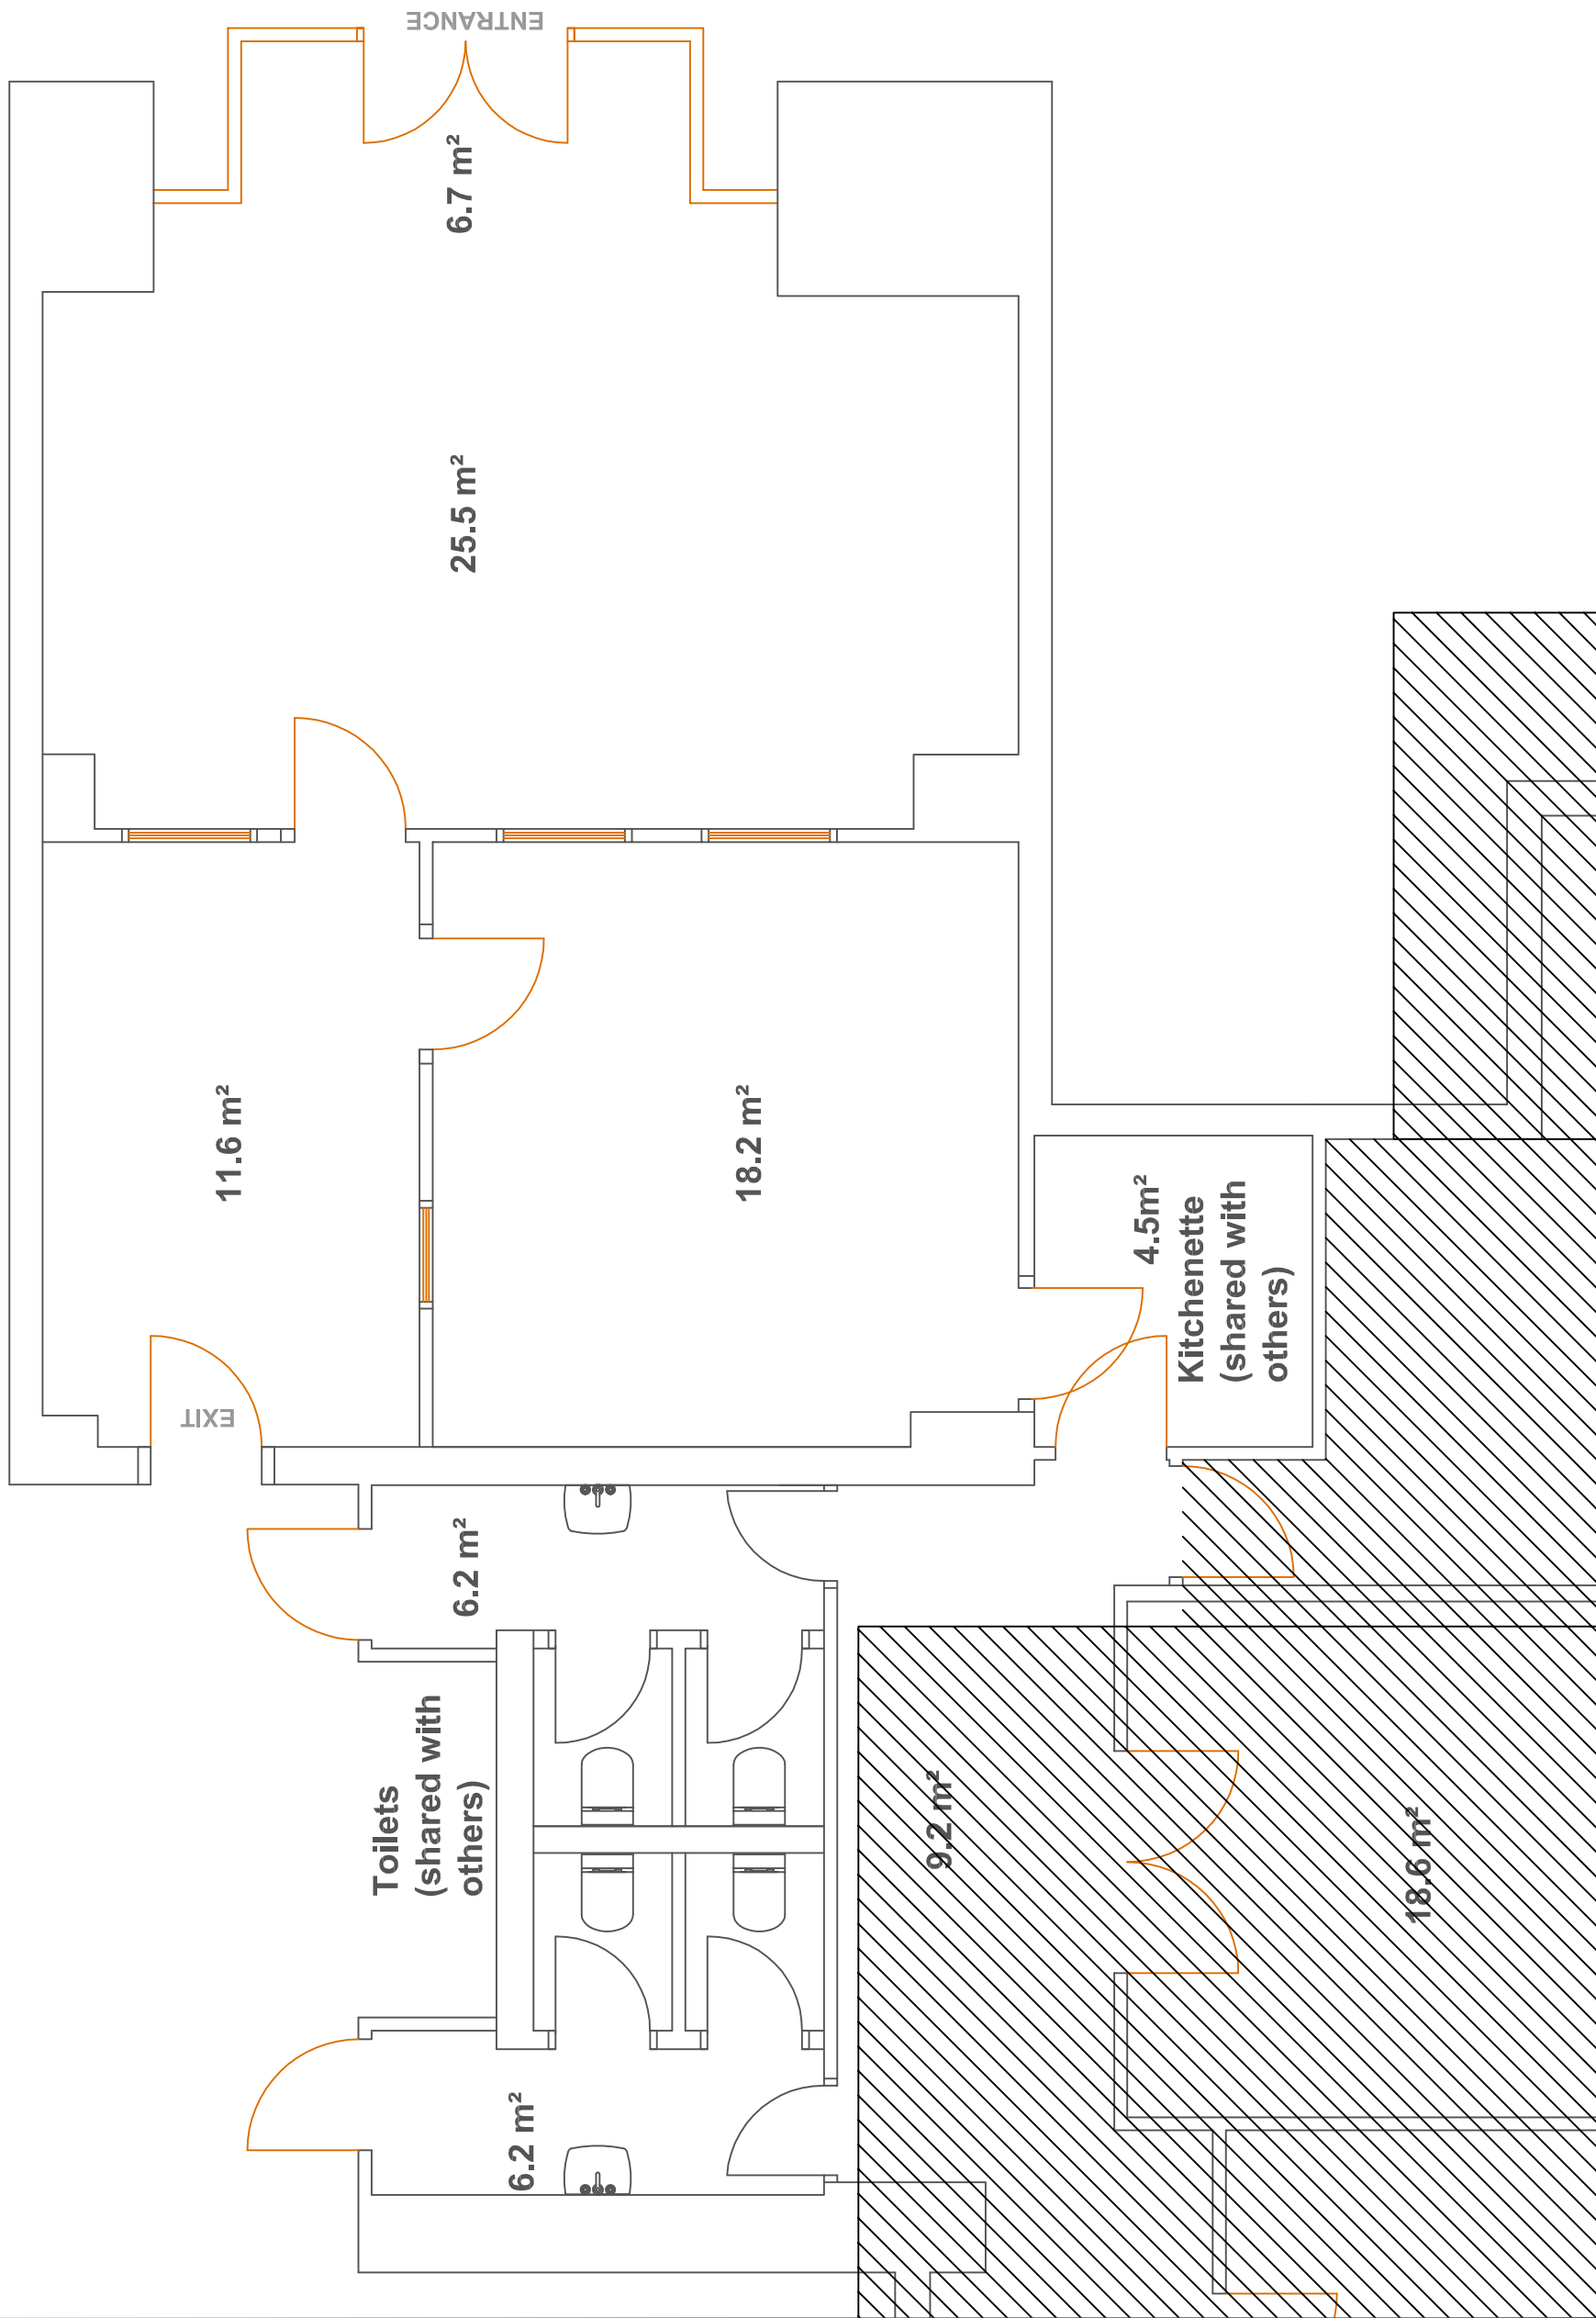 ENTRANCE
6.7 m²
25.5 m²
11.6 m²
18.2 m²
4.5m²
Kitchenette
(shared with
others)
EXIT
6.2 m²
Toilets
(shared with
others)
9.2 m²
18.6 m²
6.2 m²